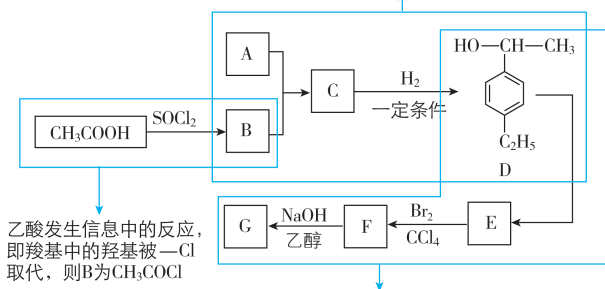 HO—CH—CH₃
A
C
H₂
一定条件
SOCl₂
CH₃COOH
B
C₂H₅
D
乙酸发生信息中的反应，
即羧基中的羟基被—Cl
取代，则B为CH₃COCl
G
NaOH
乙醇
F
Br₂
CCl₄
E